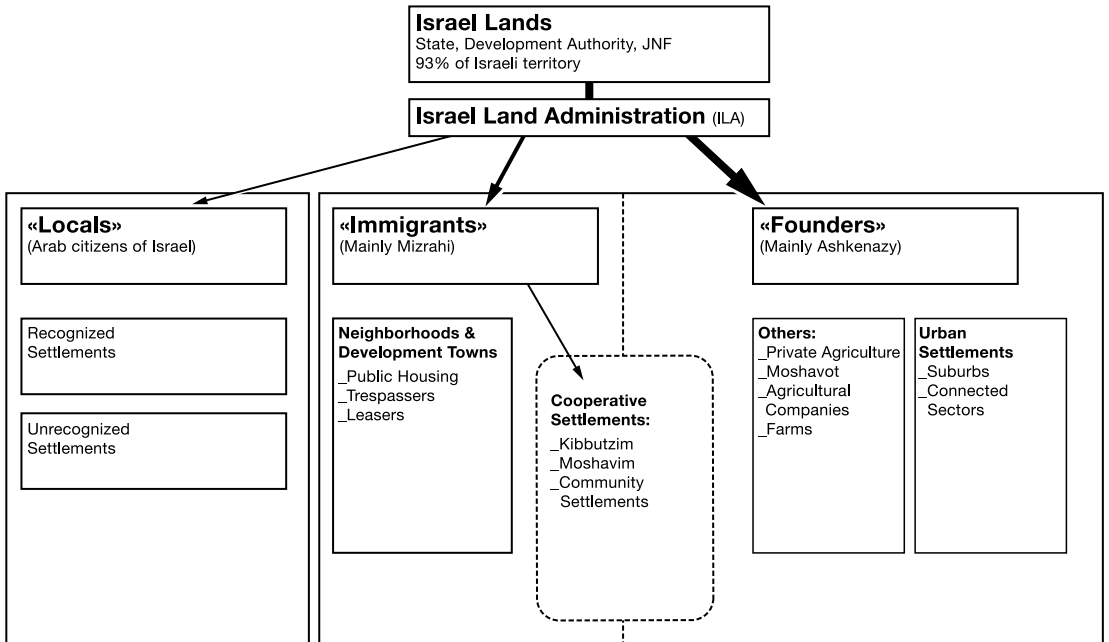 Israel Lands
State, Development Authority, JNF
93% of Israeli territory
Israel Land Administration (ILA)
«Locals»
(Arab citizens of Israel)
Recognized
Settlements
Unrecognized
Settlements
«Immigrants»
(Mainly Mizrahi)
Neighborhoods &
Development Towns
_Public Housing
_Trespassers
_Leasers
Cooperative
Settlements:
_Kibbutzim
_Moshavim
_Community
Settlements
«Founders»
(Mainly Ashkenazy)
Others:
_Private Agriculture
_Moshavot
_Agricultural
Companies
_Farms
Urban
Settlements
_Suburbs
_Connected
Sectors